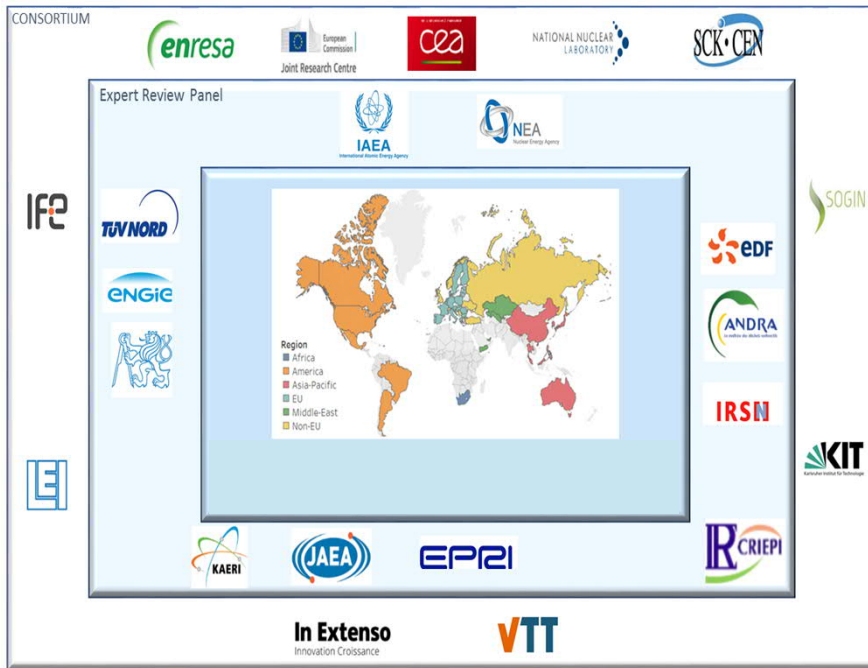 CONSORTIUM
enresa
European
Commission
Joint Research Centre
cea
NATIONAL NUCLEAR
LABORATORY
SCK•CEN
Expert Review Panel
IAEA
International Atomic Energy Agency
NEA
Nuclear Energy Agency
IFE
TÜV NORD
SOGIN
eDF
ENGIE
ANDRA
Region
Africa
America
Asia-Pacific
EU
Middle-East
Non-EU
IRSN
KIT
Karlsruher Institut für Technologie
LEI
KAERI
JAEA
EPRI
CRIEPI
In Extenso
Innovation Croissance
VTT